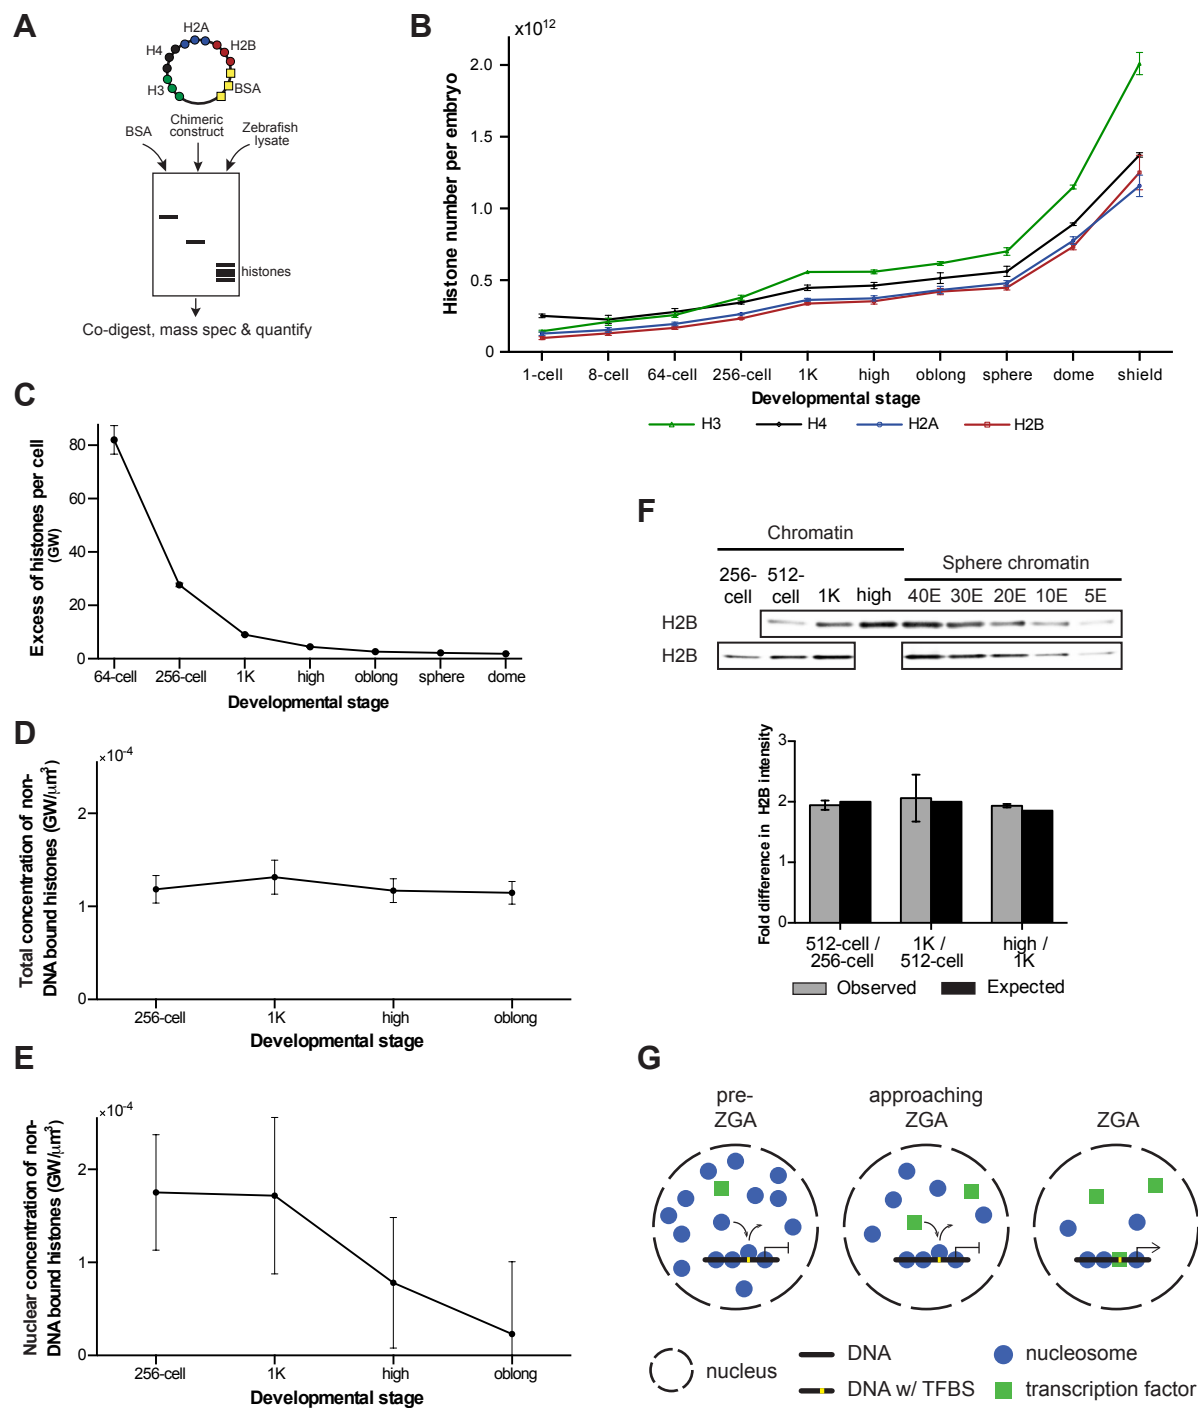 A
H2A
H4
H2B
H3
BSA
BSA
Chimeric
construct
Zebrafish
lysate
histones
Co-digest, mass spec & quantify
B
x10¹²
Histone number per embryo
2.0
1.5
1.0
0.5
0
1-cell 8-cell 64-cell 256-cell 1K high oblong sphere dome shield
Developmental stage
H3 H4 H2A H2B
C
Excess of histones per cell
(GW)
80
60
40
20
0
64-cell 256-cell 1K high oblong sphere dome
Developmental stage
D
×10⁻⁴
Total concentration of non-
DNA bound histones (GW/μm³)
2
1
0
256-cell 1K high oblong
Developmental stage
E
×10⁻⁴
Nuclear concentration of non-
DNA bound histones (GW/μm³)
2
1
0
256-cell 1K high oblong
Developmental stage
F
Chromatin
Sphere chromatin
256-
cell
512-
cell
1K
high
40E 30E 20E 10E 5E
H2B
H2B
Fold difference in H2B intensity
3
2
1
0
512-cell /
256-cell
1K /
512-cell
high /
1K
Observed Expected
G
pre-
ZGA
approaching
ZGA
ZGA
nucleus
DNA
DNA w/ TFBS
nucleosome
transcription factor